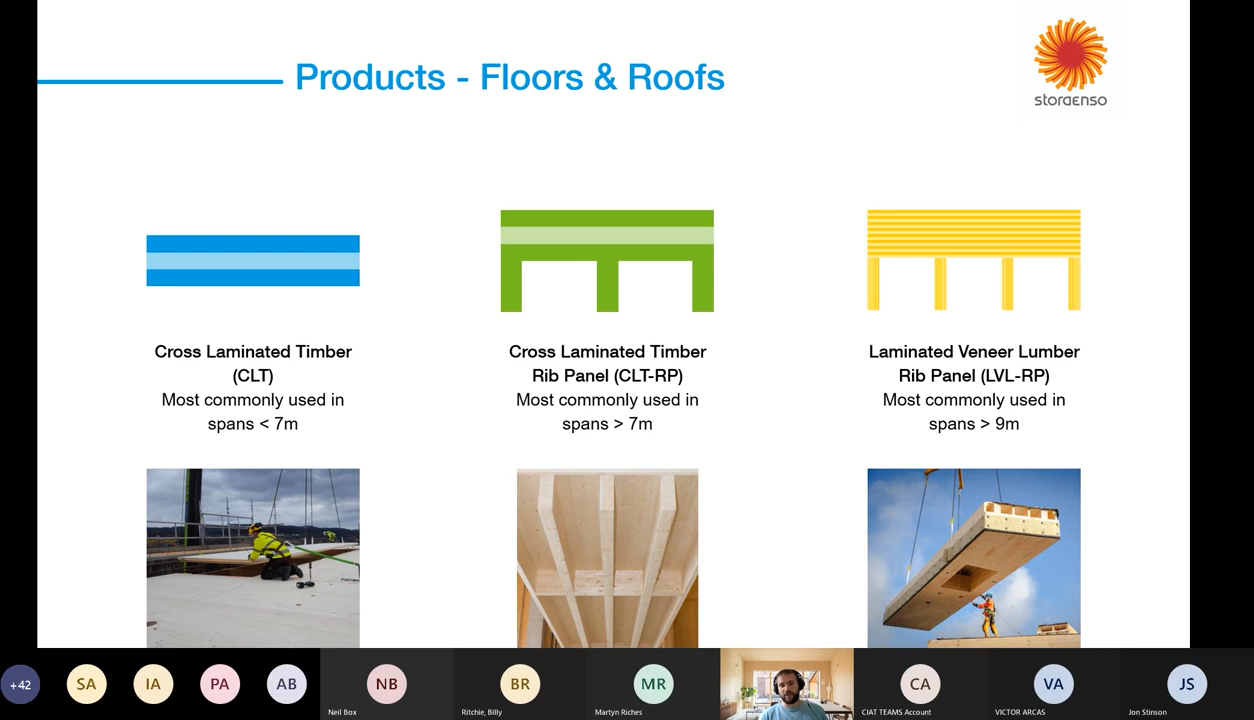 Products - Floors & Roofs
storaenso
Cross Laminated Timber
(CLT)
Most commonly used in
spans < 7m
Cross Laminated Timber
Rib Panel (CLT-RP)
Most commonly used in
spans > 7m
Laminated Veneer Lumber
Rib Panel (LVL-RP)
Most commonly used in
spans > 9m
+42
SA
IA
PA
AB
NB
Neil Box
BR
Ritchie, Billy
MR
Martyn Riches
CA
CIAT TEAMS Account
VA
VICTOR ARCAS
JS
Jon Stinson